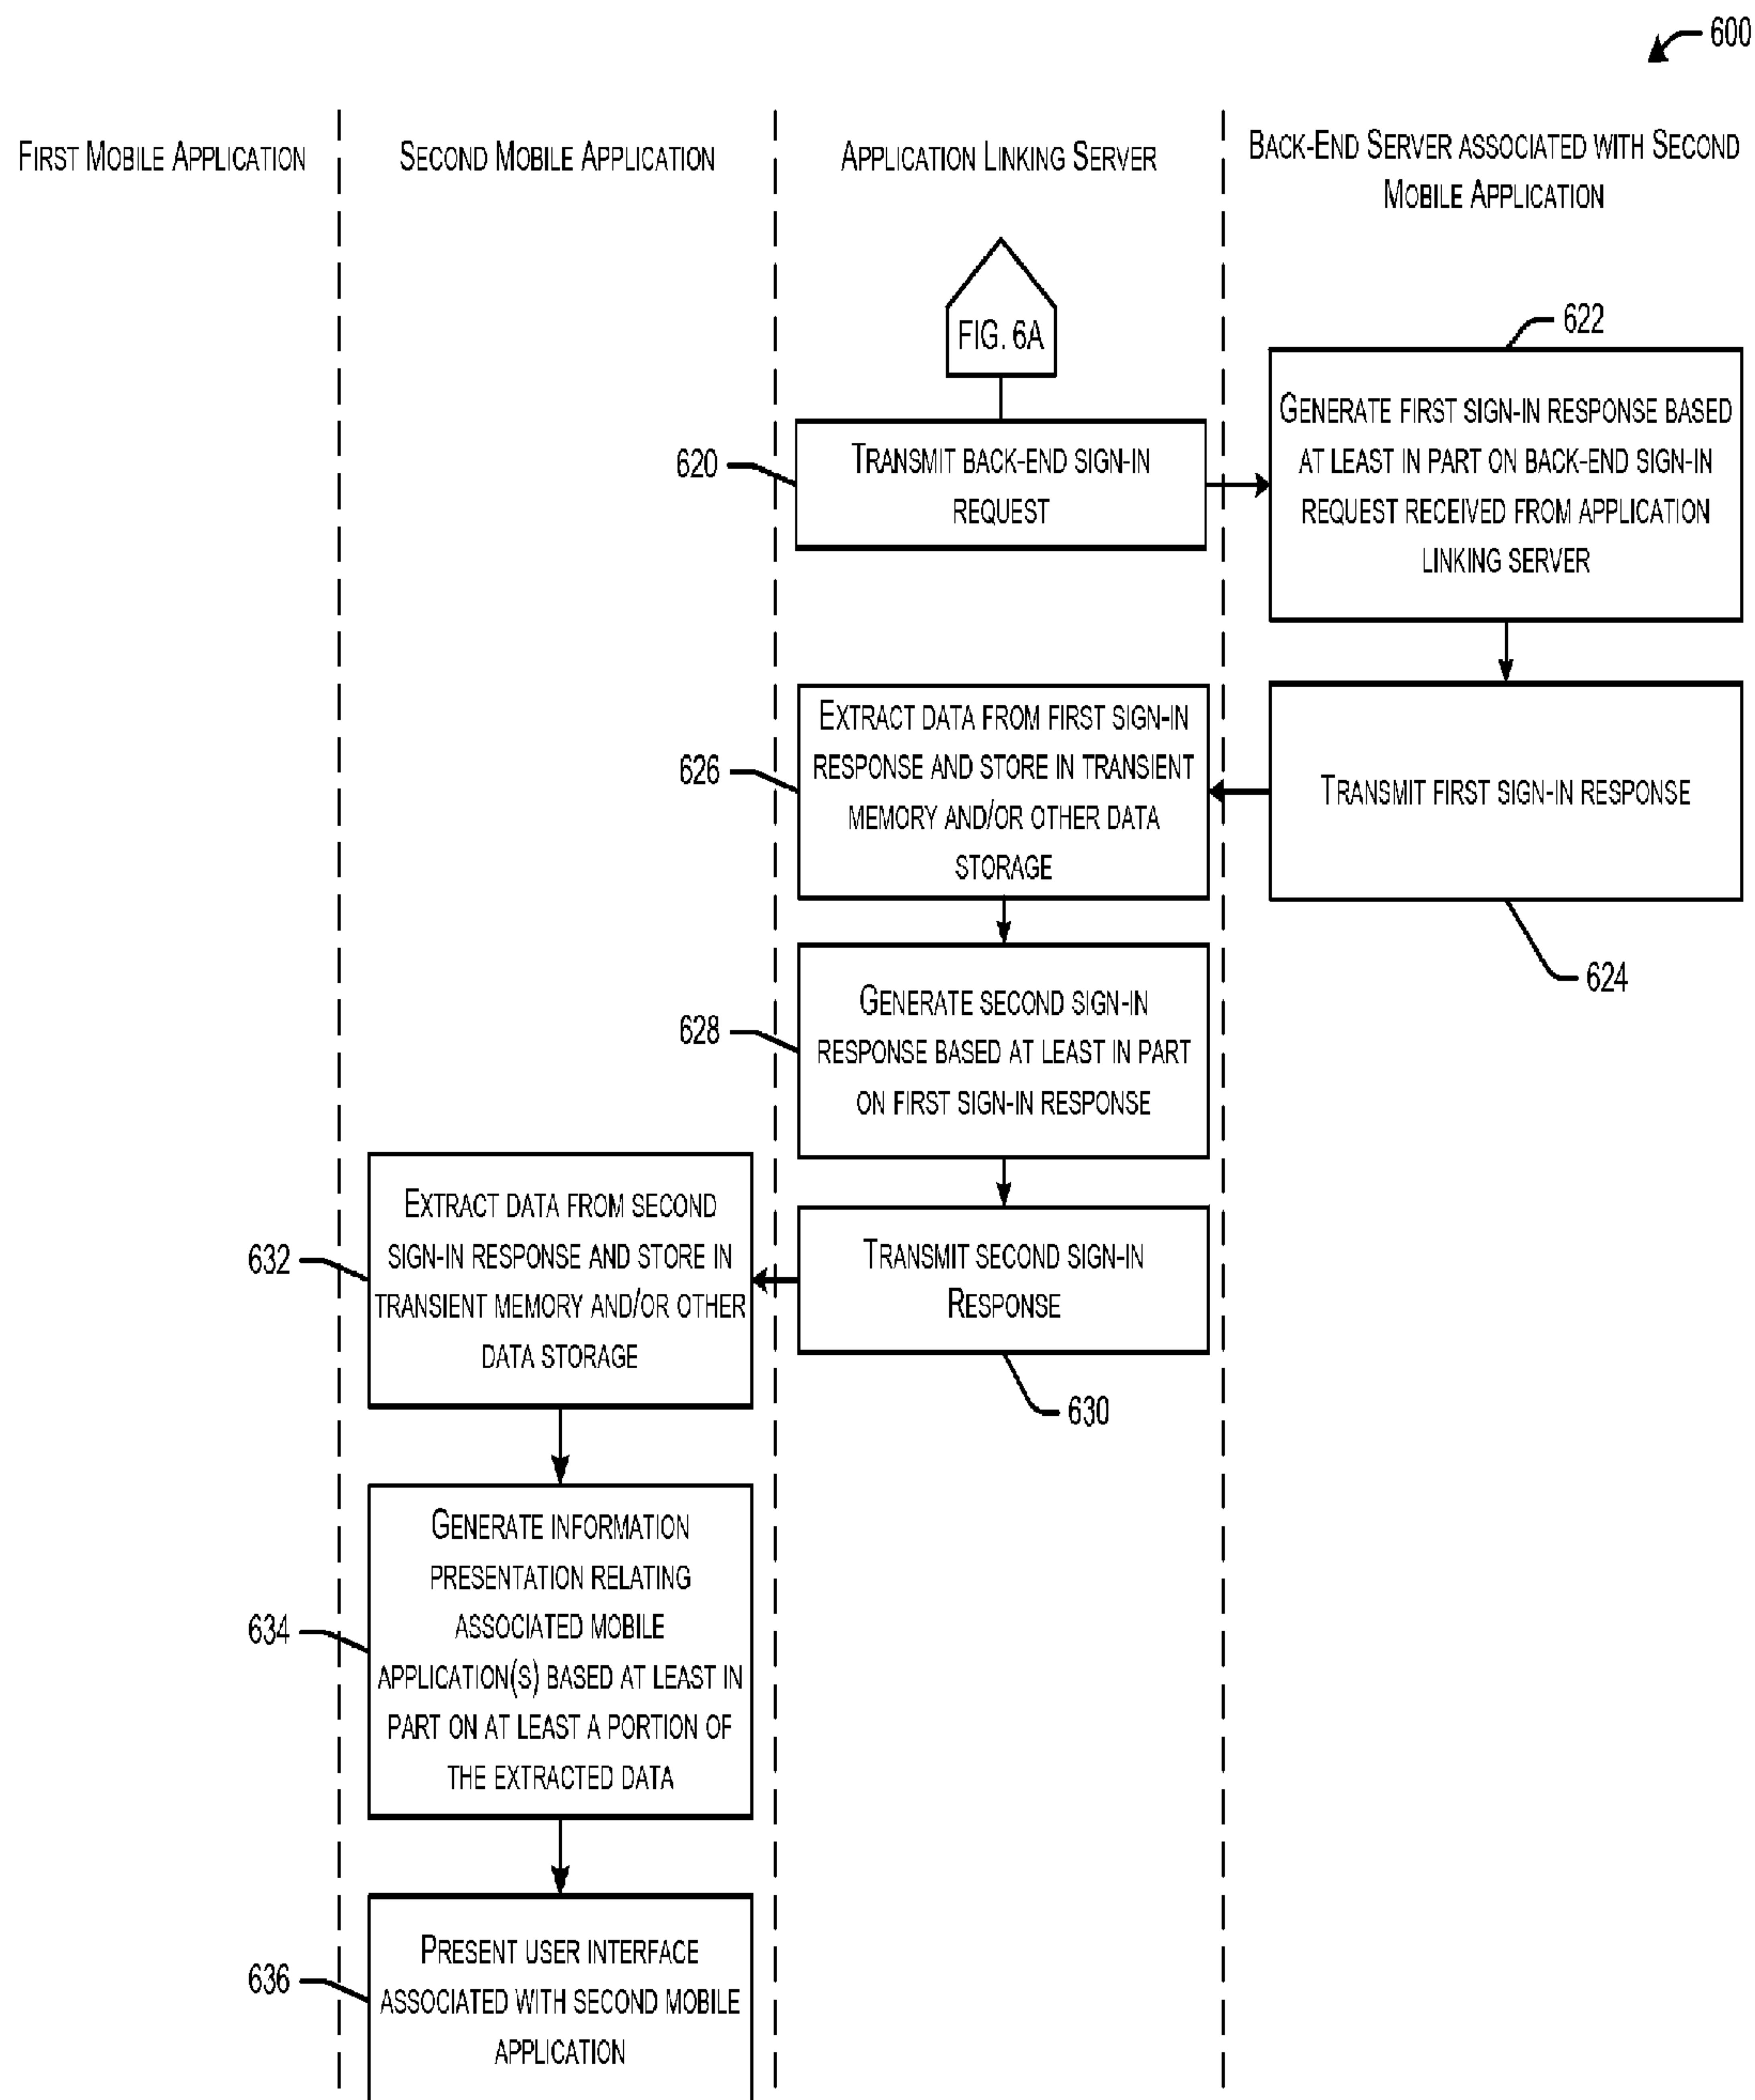 600
FIRST MOBILE APPLICATION
SECOND MOBILE APPLICATION
APPLICATION LINKING SERVER
BACK-END SERVER ASSOCIATED WITH SECOND
MOBILE APPLICATION
FIG. 6A
620
TRANSMIT BACK-END SIGN-IN
REQUEST
622
GENERATE FIRST SIGN-IN RESPONSE BASED
AT LEAST IN PART ON BACK-END SIGN-IN
REQUEST RECEIVED FROM APPLICATION
LINKING SERVER
626
EXTRACT DATA FROM FIRST SIGN-IN
RESPONSE AND STORE IN TRANSIENT
MEMORY AND/OR OTHER DATA
STORAGE
TRANSMIT FIRST SIGN-IN RESPONSE
624
628
GENERATE SECOND SIGN-IN
RESPONSE BASED AT LEAST IN PART
ON FIRST SIGN-IN RESPONSE
632
EXTRACT DATA FROM SECOND
SIGN-IN RESPONSE AND STORE IN
TRANSIENT MEMORY AND/OR OTHER
DATA STORAGE
TRANSMIT SECOND SIGN-IN
RESPONSE
630
634
GENERATE INFORMATION
PRESENTATION RELATING
ASSOCIATED MOBILE
APPLICATION(S) BASED AT LEAST IN
PART ON AT LEAST A PORTION OF
THE EXTRACTED DATA
636
PRESENT USER INTERFACE
ASSOCIATED WITH SECOND MOBILE
APPLICATION